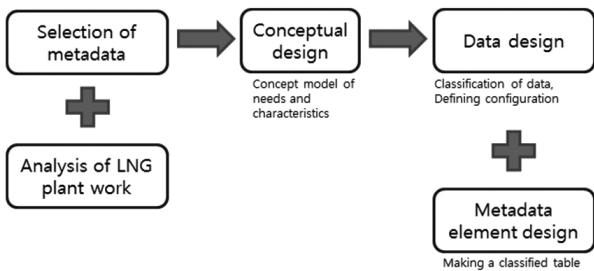 Selection of
metadata
Conceptual
design
Data design
Concept model of
needs and
characteristics
Classification of data,
Defining configuration
Analysis of LNG
plant work
Metadata
element design
Making a classified table